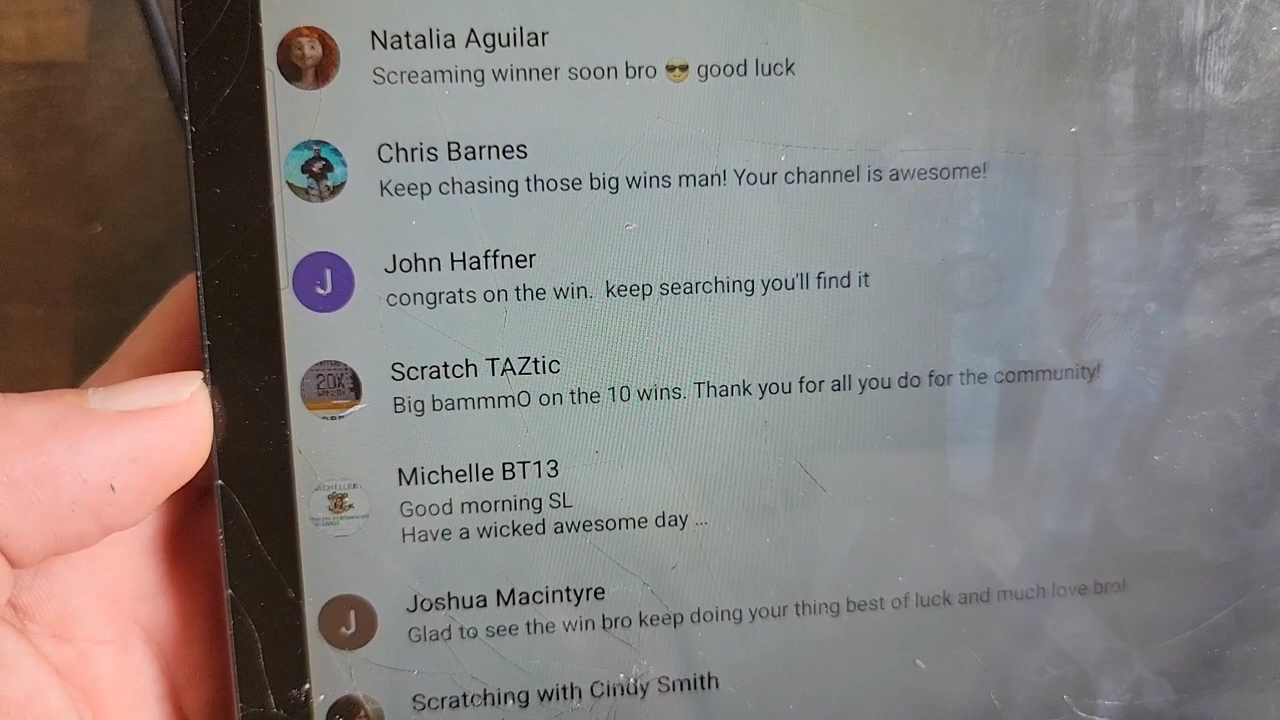 Natalia Aguilar
Screaming winner soon bro 😎 good luck
Chris Barnes
Keep chasing those big wins man! Your channel is awesome!
J
John Haffner
congrats on the win. keep searching you'll find it
20X
Scratch TAZtic
Big bammmO on the 10 wins. Thank you for all you do for the community!
Michelle BT13
Good morning SL
Have a wicked awesome day ...
J
Joshua Macintyre
Glad to see the win bro keep doing your thing best of luck and much love bro!
Scratching with Cindy Smith